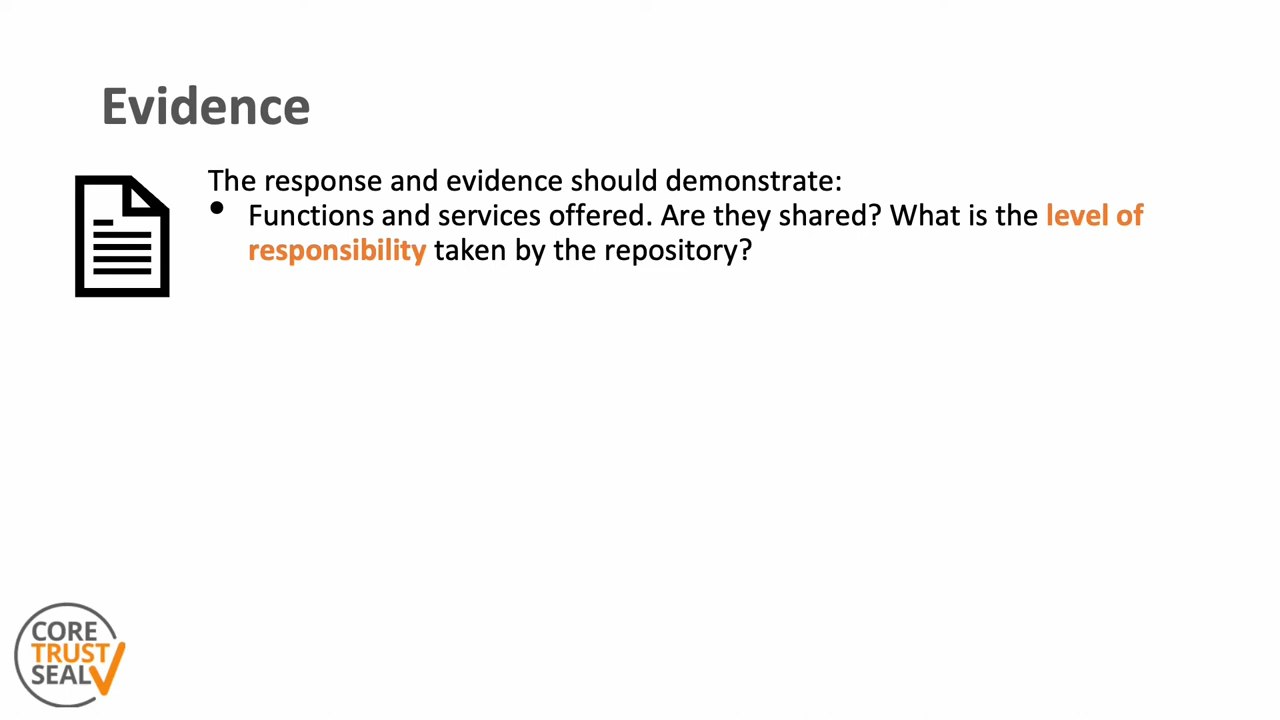 Evidence
The response and evidence should demonstrate:
• Functions and services offered. Are they shared? What is the level of
responsibility taken by the repository?
CORE
TRUST
SEAL